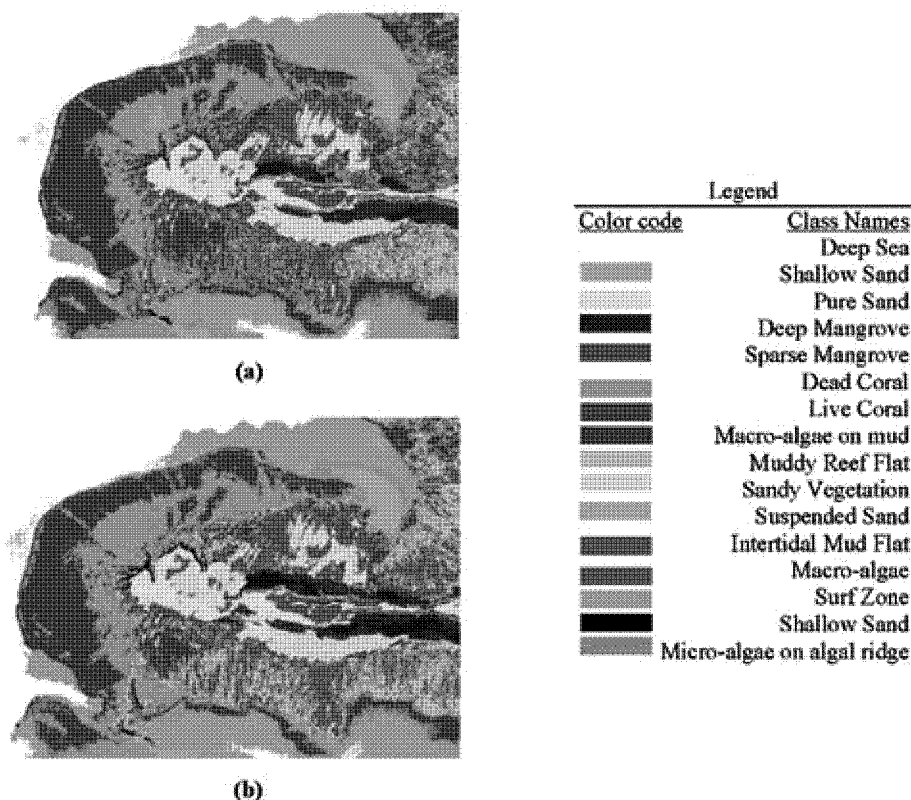 (a)
(b)
Legend
Color code Class Names
Deep Sea
Shallow Sand
Pure Sand
Deep Mangrove
Sparse Mangrove
Dead Coral
Live Coral
Macro-algae on mud
Muddy Reef Flat
Sandy Vegetation
Suspended Sand
Intertidal Mud Flat
Macro-algae
Surf Zone
Shallow Sand
Micro-algae on algal ridge